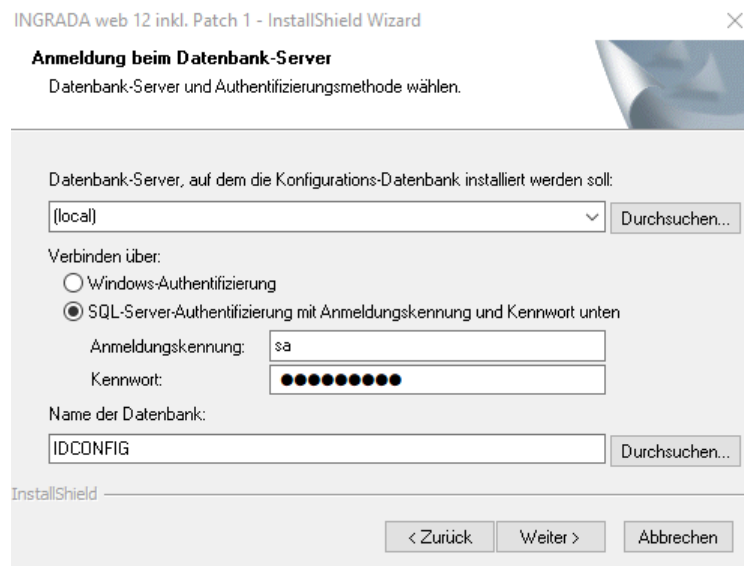 INGRADA web 12 inkl. Patch 1 - InstallShield Wizard
Anmeldung beim Datenbank-Server
Datenbank-Server und Authentifizierungsmethode wählen.
Datenbank-Server, auf dem die Konfigurations-Datenbank installiert werden soll:
(local)
Durchsuchen...
Verbinden über:
Windows-Authentifizierung
SQL-Server-Authentifizierung mit Anmeldungskennung und Kennwort unten
Anmeldungskennung: sa
Kennwort: ●●●●●●●●●
Name der Datenbank:
IDCONFIG
Durchsuchen...
InstallShield
< Zurück Weiter > Abbrechen